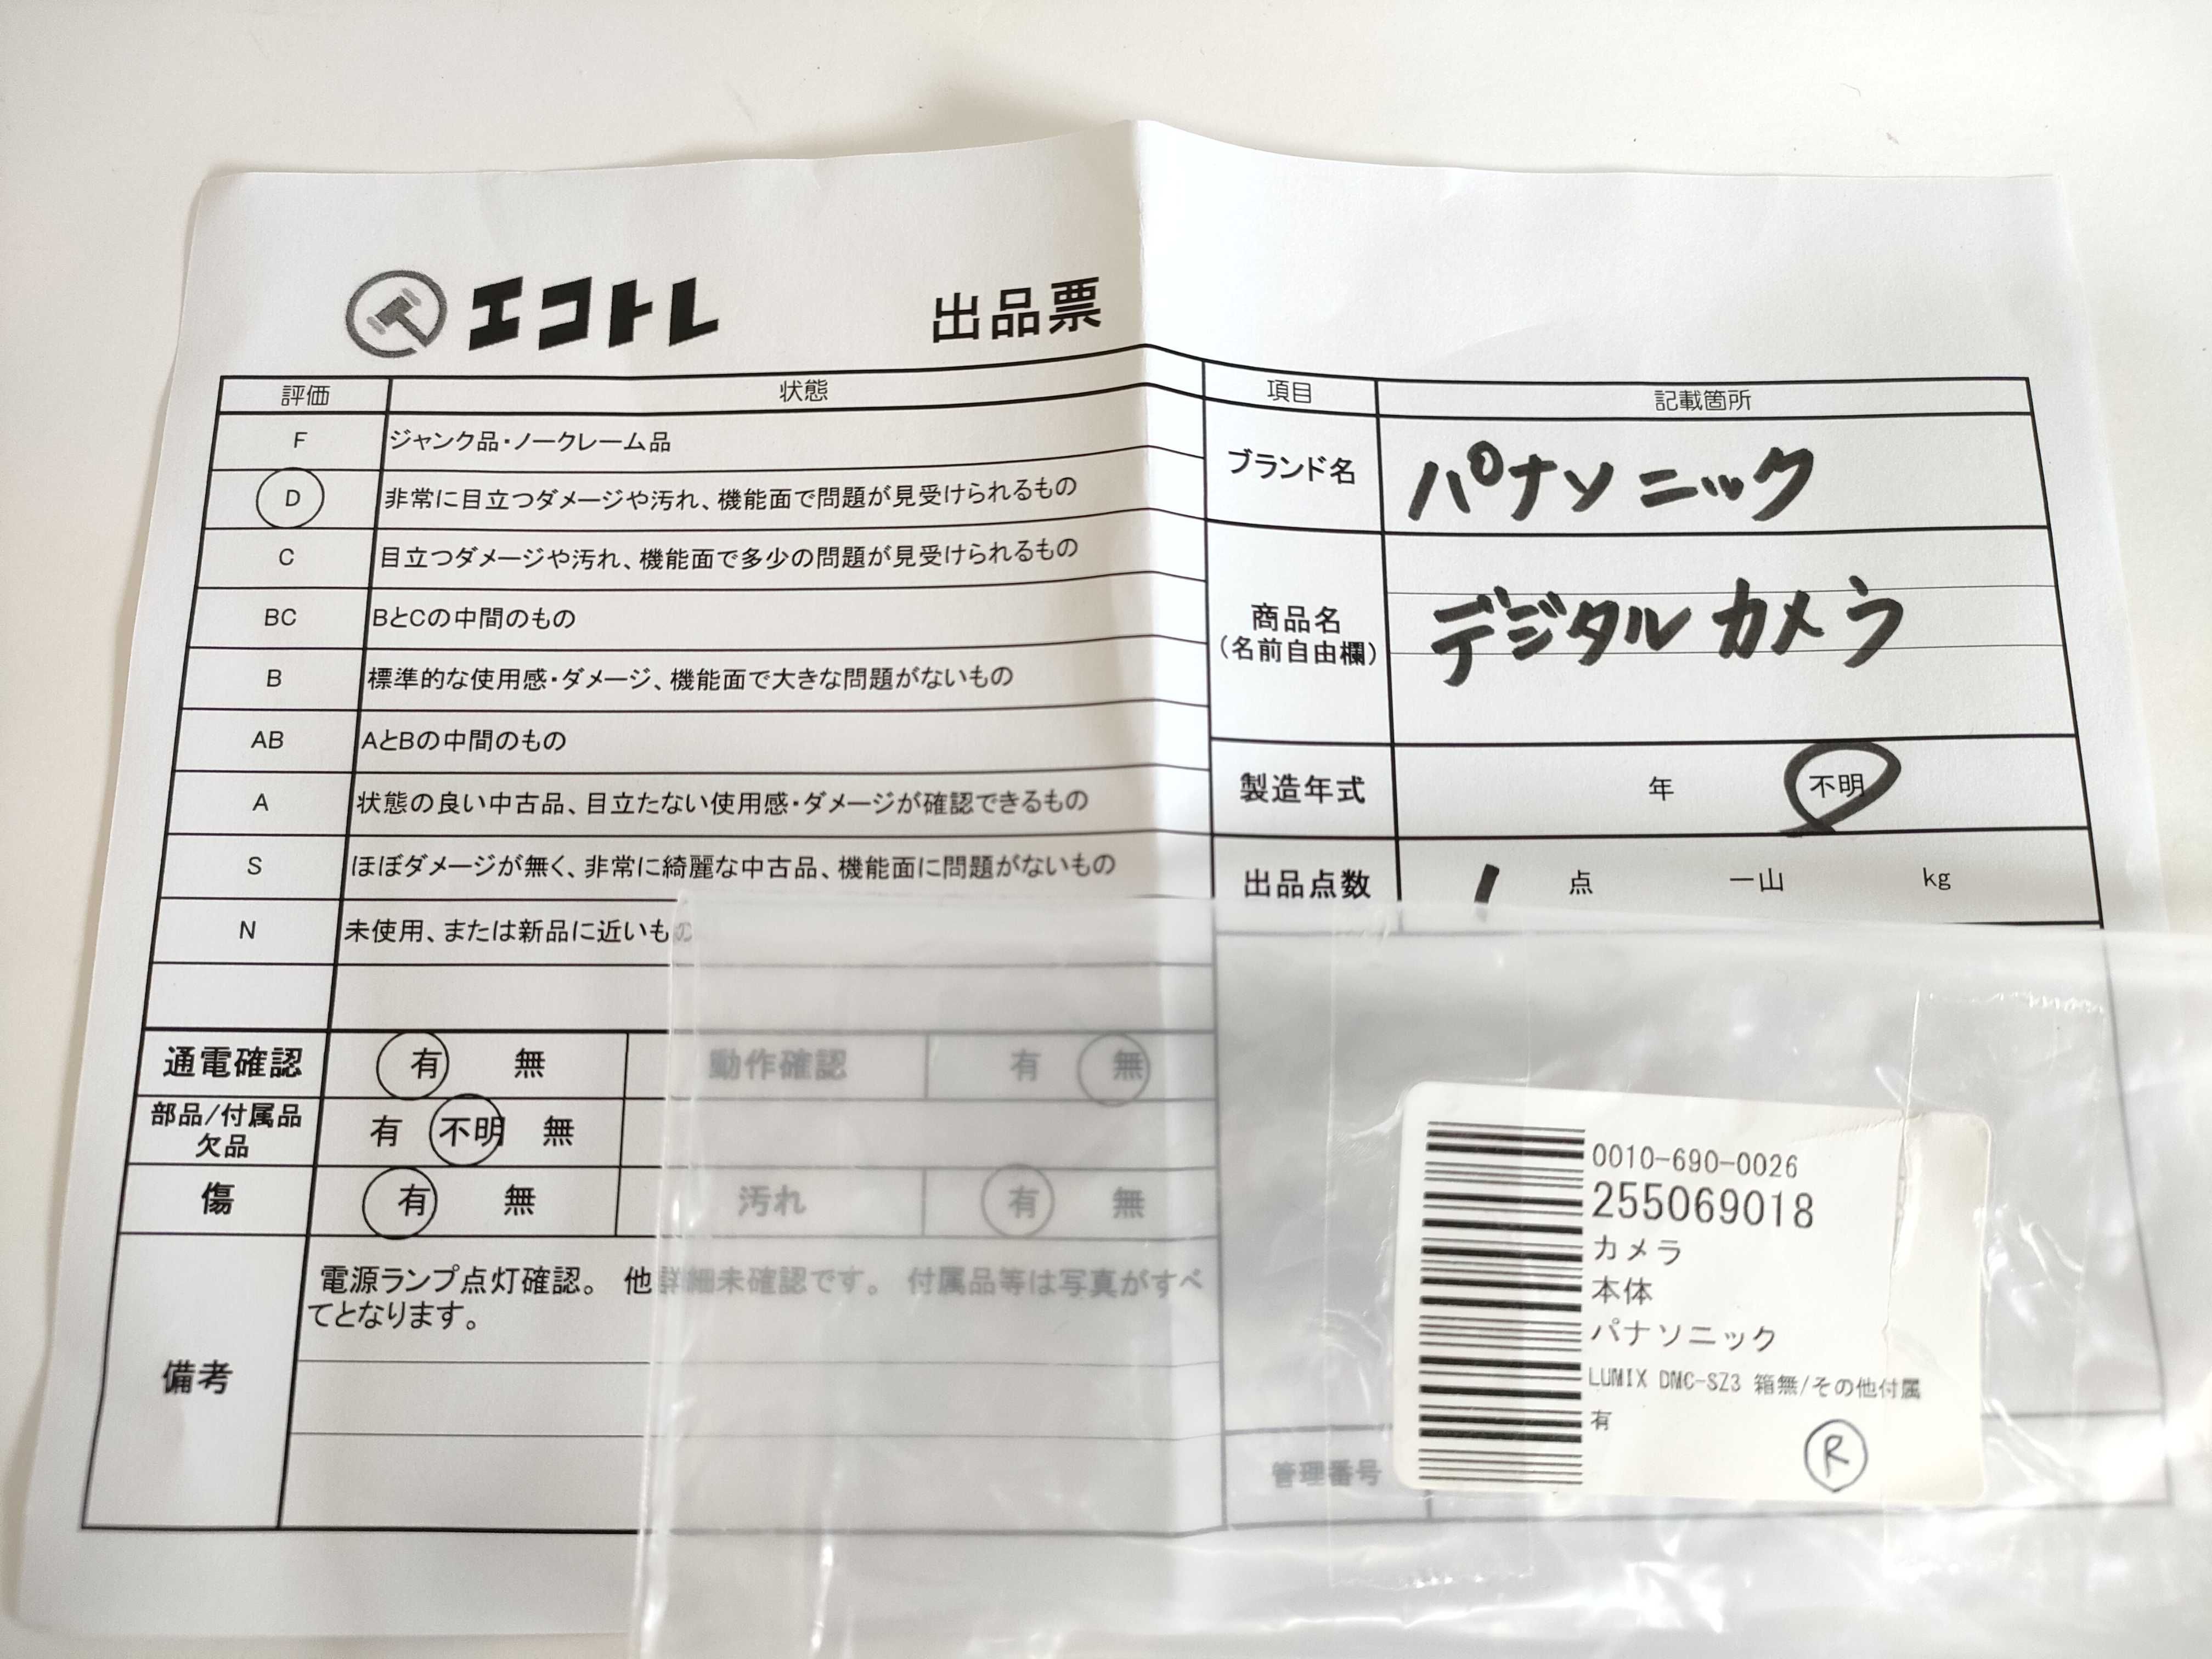 エコトレ 出品票
評価 状態
F ジャンク品・ノークレーム品
D 非常に目立つダメージや汚れ、機能面で問題が見受けられるもの
C 目立つダメージや汚れ、機能面で多少の問題が見受けられるもの
BC BとCの中間のもの
B 標準的な使用感・ダメージ、機能面で大きな問題がないもの
AB AとBの中間のもの
A 状態の良い中古品、目立たない使用感・ダメージが確認できるもの
S ほぼダメージが無く、非常に綺麗な中古品、機能面に問題がないもの
N 未使用、または新品に近いもの
通電確認 有 無 動作確認 有 無
部品/付属品
欠品 有 不明 無
傷 有 無 汚れ 有 無
備考
電源ランプ点灯確認。 他詳細未確認です。 付属品等は写真がすべ
てとなります。
項目 記載箇所
ブランド名 パナソニック
商品名
(名前自由欄)
デジタルカメラ
製造年式 年 不明
出品点数 1 点 一山 kg
管理番号
0010-690-0026
255069018
カメラ
本体
パナソニック
LUMIX DMC-SZ3 箱無/その他付属
有
R